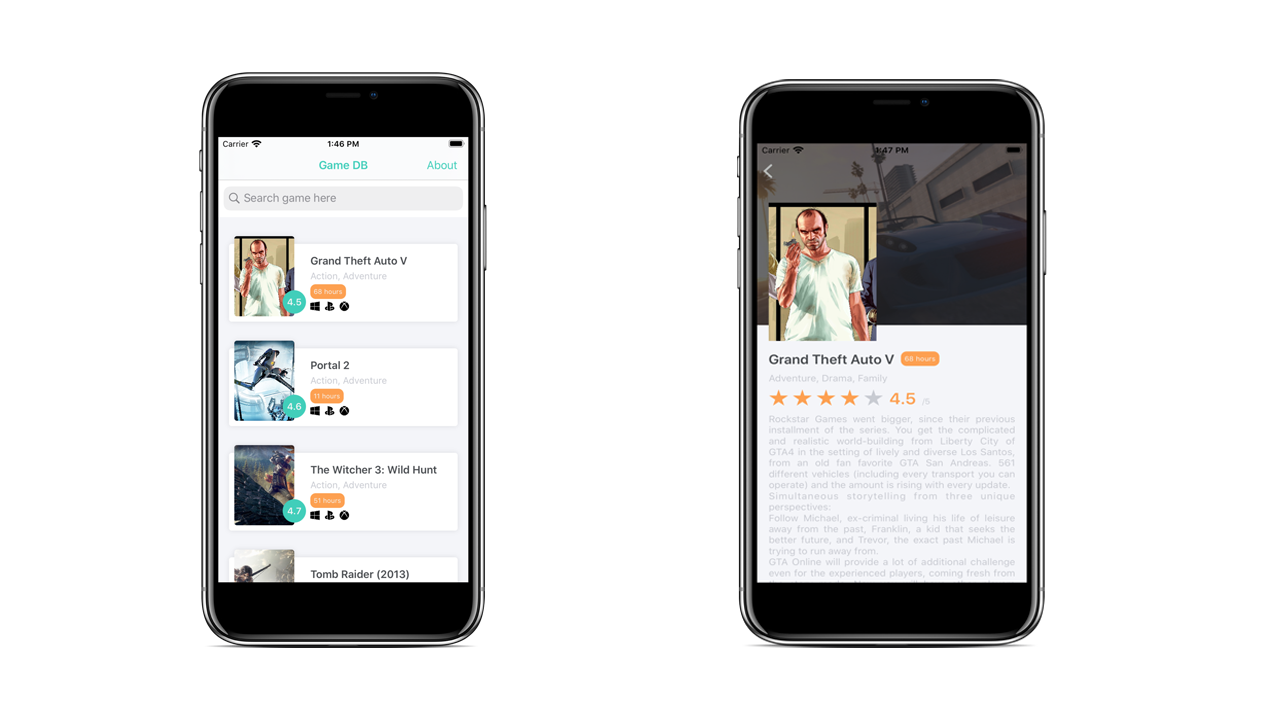 Carrier
1:46 PM
Game DB
About
Search game here
Grand Theft Auto V
Action, Adventure
68 hours
4.5
Portal 2
Action, Adventure
11 hours
4.6
The Witcher 3: Wild Hunt
Action, Adventure
51 hours
4.7
Tomb Raider (2013)
Carrier
1:47 PM
Grand Theft Auto V
68 hours
Adventure, Drama, Family
4.5 /5
Rockstar Games went bigger, since their previous
installment of the series. You get the complicated
and realistic world-building from Liberty City of
GTA4 in the setting of lively and diverse Los Santos,
from an old fan favorite GTA San Andreas. 561
different vehicles (including every transport you can
operate) and the amount is rising with every update.
Simultaneous storytelling from three unique
perspectives:
Follow Michael, ex-criminal living his life of leisure
away from the past, Franklin, a kid that seeks the
better future, and Trevor, the exact past Michael is
trying to run away from.
GTA Online will provide a lot of additional challenge
even for the experienced players, coming fresh from